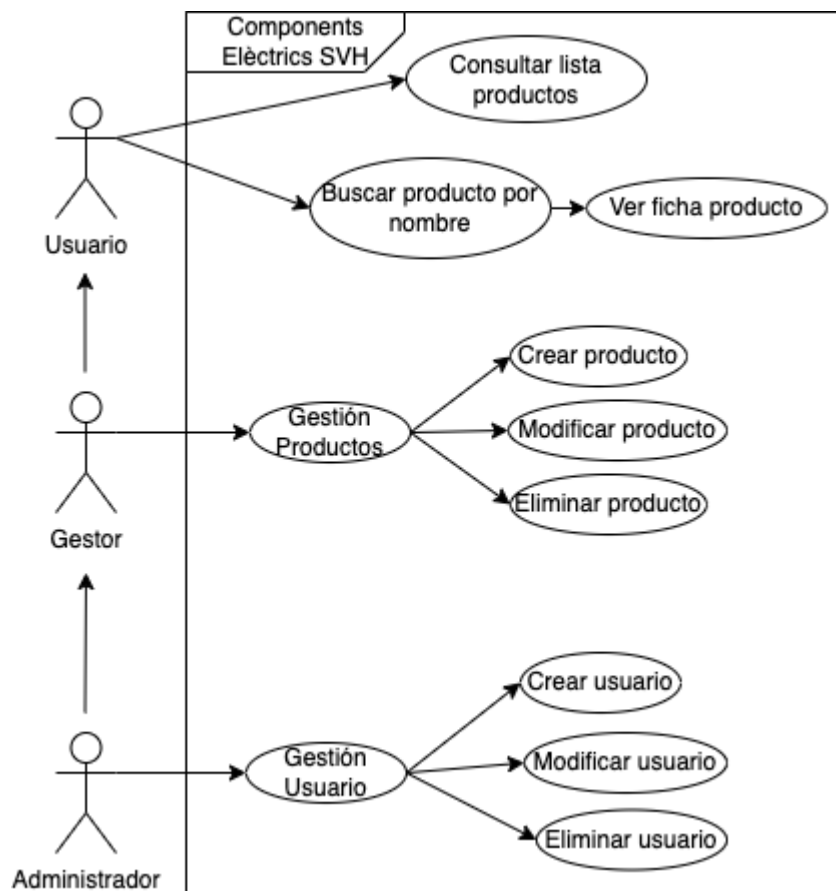 Components
Elèctrics SVH
Consultar lista
productos
Buscar producto por
nombre
Ver ficha producto
Usuario
Crear producto
Gestión
Productos
Modificar producto
Eliminar producto
Gestor
Crear usuario
Gestión
Usuario
Modificar usuario
Eliminar usuario
Administrador